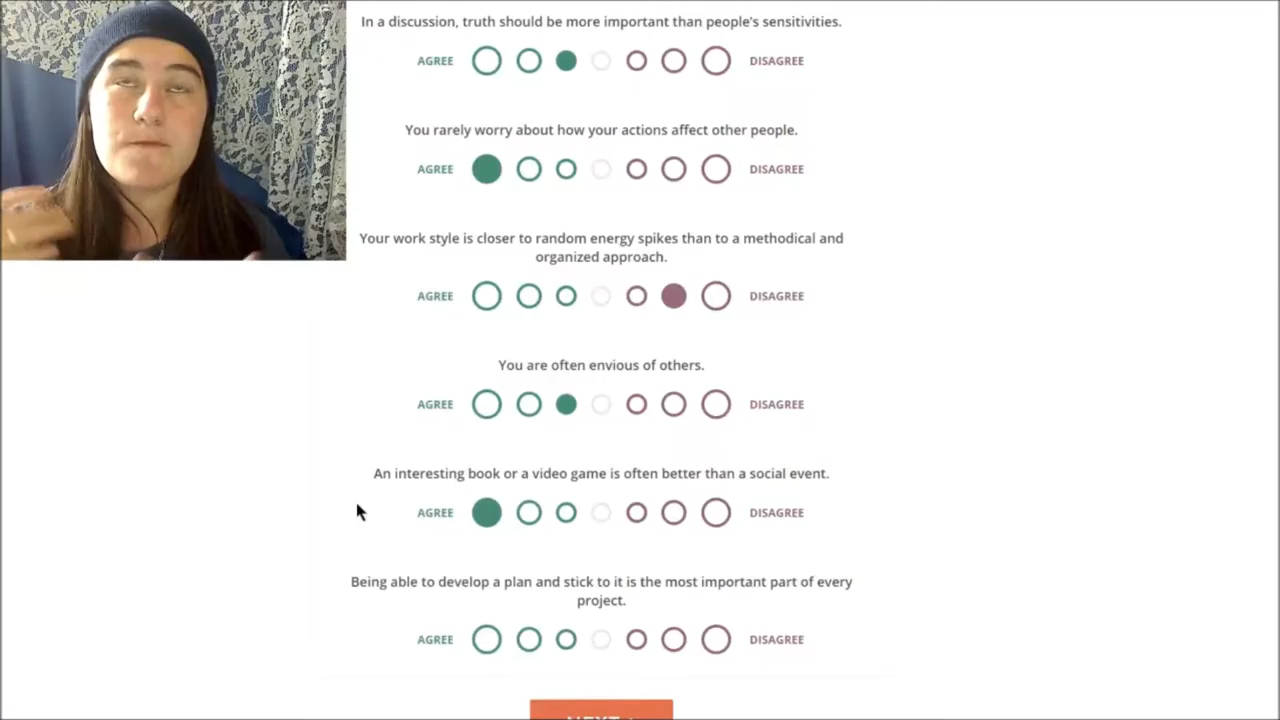 In a discussion, truth should be more important than people's sensitivities.
AGREE DISAGREE
You rarely worry about how your actions affect other people.
AGREE DISAGREE
Your work style is closer to random energy spikes than to a methodical and
organized approach.
AGREE DISAGREE
You are often envious of others.
AGREE DISAGREE
An interesting book or a video game is often better than a social event.
AGREE DISAGREE
Being able to develop a plan and stick to it is the most important part of every
project.
AGREE DISAGREE
NEXT